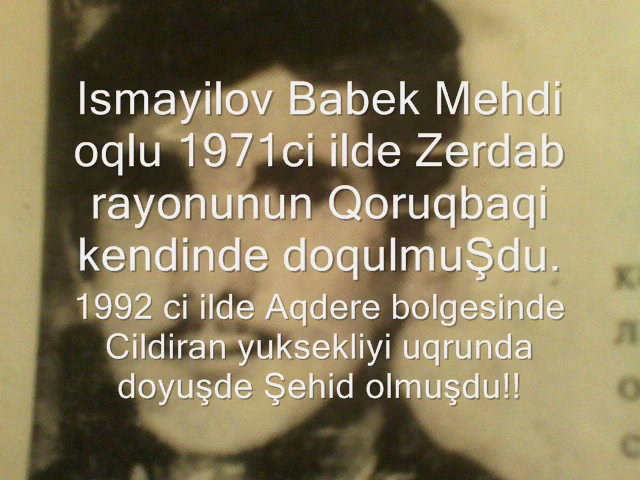 Ismayilov Babek Mehdi
oqlu 1971ci ilde Zerdab
rayonunun Qoruqbaqi
kendinde doqulmuŞdu.
1992 ci ilde Aqdere bolgesinde
Cildiran yuksekliyi uqrunda
doyuşde Şehid olmuşdu!!